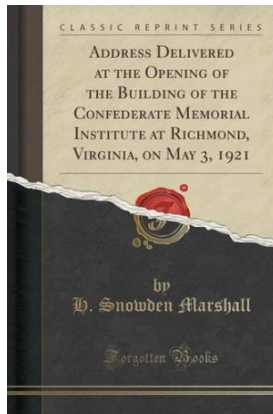 CLASSIC REPRINT SERIES
ADDRESS DELIVERED
AT THE OPENING OF
THE BUILDING OF THE
CONFEDERATE MEMORIAL
INSTITUTE AT RICHMOND,
VIRGINIA, ON MAY 3, 1921
by
H. Snowden Marshall
Forgotten Books